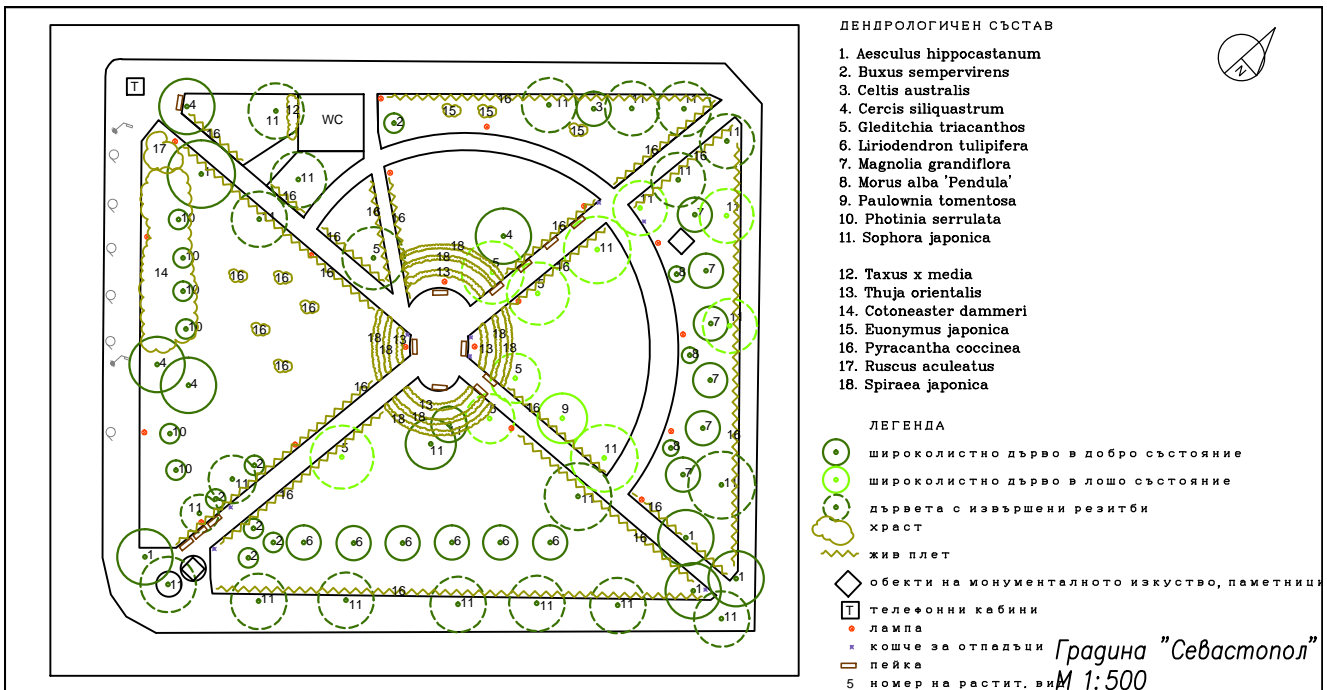 ДЕНДРОЛОГИЧЕН СЪСТАВ
1. Aesculus hippocastanum
2. Buxus sempervirens
3. Celtis australis
4. Cercis siliquastrum
5. Gleditchia triacanthos
6. Liriodendron tulipifera
7. Magnolia grandiflora
8. Morus alba 'Pendula'
9. Paulownia tomentosa
10. Photinia serrulata
11. Sophora japonica
12. Taxus x media
13. Thuja orientalis
14. Cotoneaster dammeri
15. Euonymus japonica
16. Pyracantha coccinea
17. Ruscus aculeatus
18. Spiraea japonica
ЛЕГЕНДА
широколистно дърво в добро състояние
широколистно дърво в лошо състояние
дървета с извършени резитби
храст
жив плет
обекти на монументалното изкуство, паметници
T телефонни кабини
лампа
кошче за отпадъци
пейка
5 номер на растит. вид
Градина "Севастопол"
М 1:500
T
WC
N